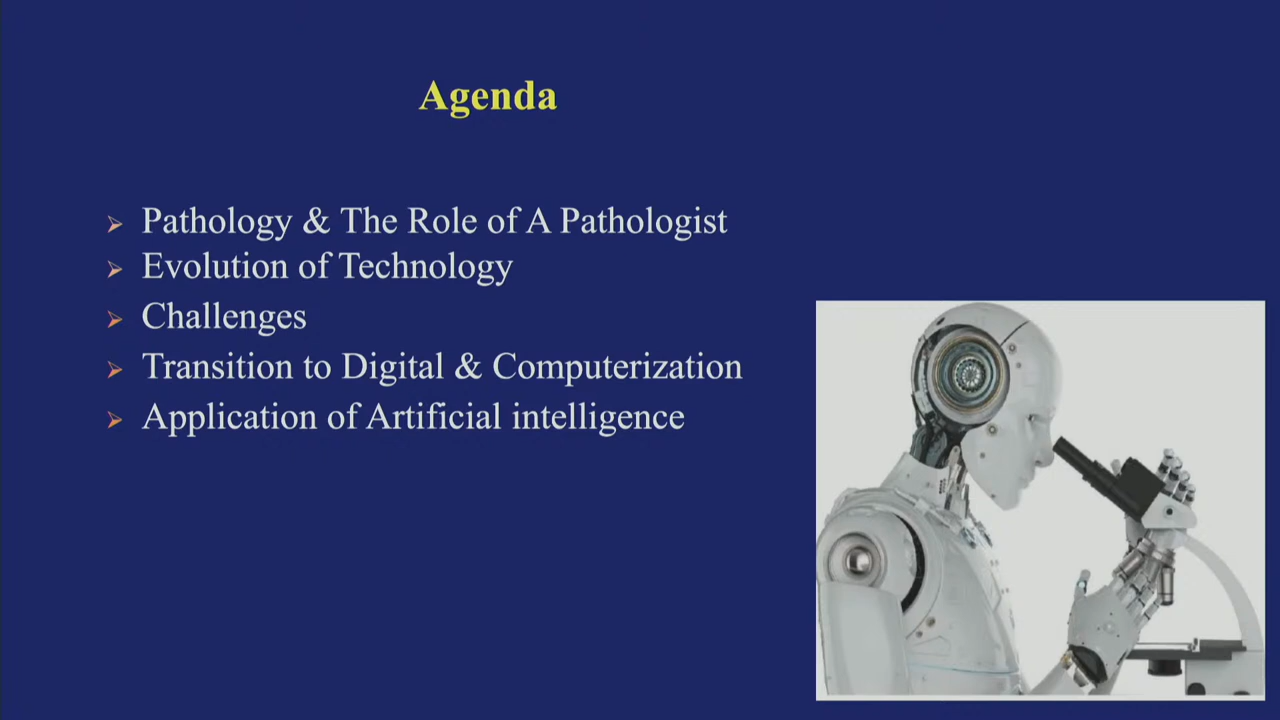 Agenda
Pathology & The Role of A Pathologist
Evolution of Technology
Challenges
Transition to Digital & Computerization
Application of Artificial intelligence